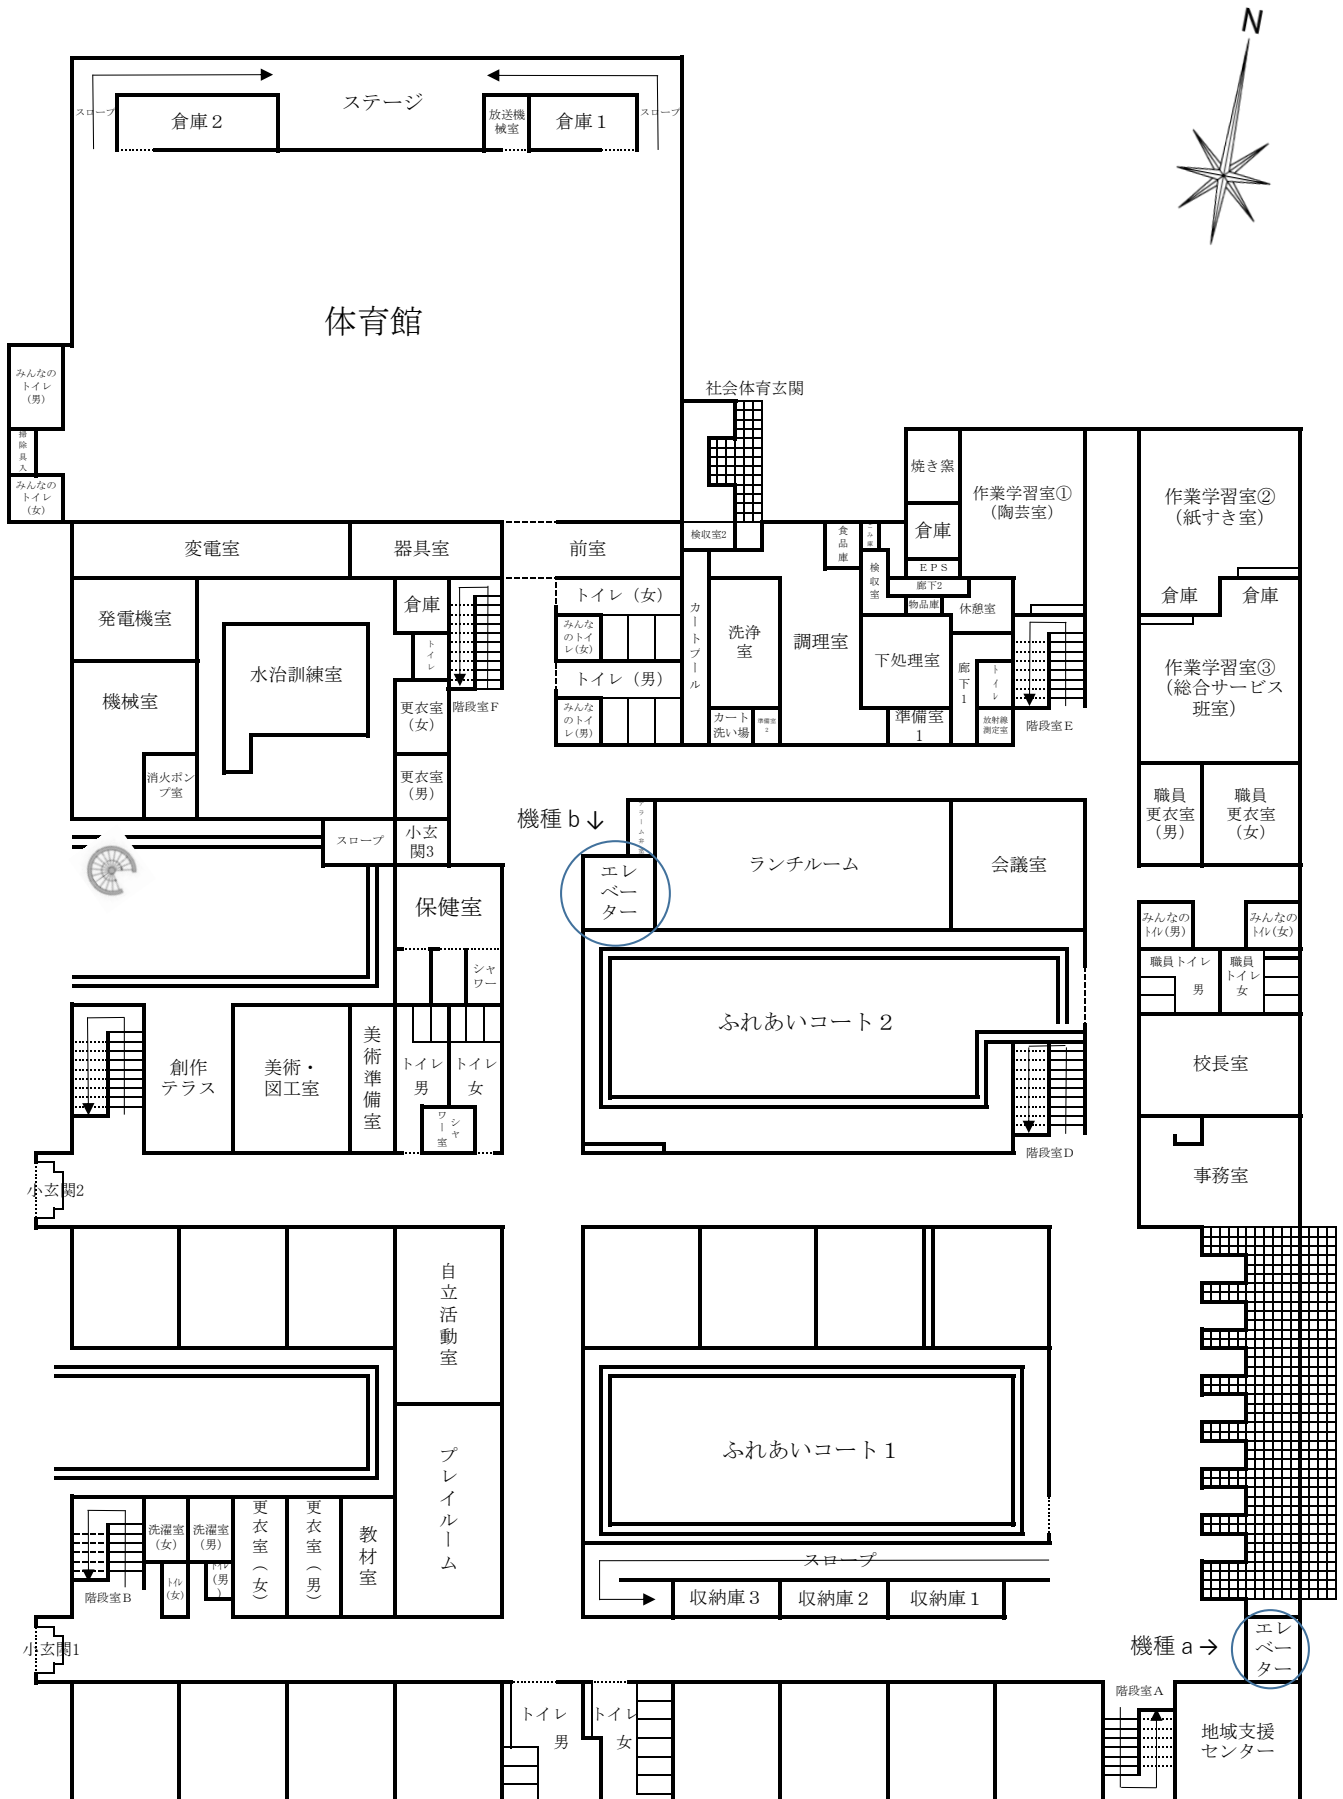 N
ステージ
スロープ
倉庫２
放送機
械室
倉庫１
スロープ
体育館
みんなの
トイレ
(男)
掃除具入
みんなの
トイレ
(女)
社会体育玄関
焼き窯
作業学習室①
（陶芸室）
作業学習室②
（紙すき室）
倉庫
ＥＰＳ
変電室
器具室
前室
検収室2
食品庫
ごみ庫
検収室
廊下2
物品庫
休憩室
倉庫
倉庫
発電機室
倉庫
トイレ（女）
みんな
のトイ
レ(女)
カートプール
洗浄
室
調理室
下処理室
水治訓練室
トイレ
トイレ（男）
廊下1
トイレ
作業学習室③
（総合サービス
班室）
機械室
更衣室
（女）
階段室Ｆ
みんな
のトイ
レ(男)
カート
洗い場
準備室2
準備室
1
放射線
測定室
階段室Ｅ
消火ポン
プ室
更衣室
（男）
職員
更衣室
（男）
職員
更衣室
（女）
機種ｂ↓
スロープ
小玄
関3
エレ
ベー
ター
ランチルーム
会議室
保健室
みんなの
ﾄｲﾚ(男)
みんなの
ﾄｲﾚ(女)
シャ
ワー
職員トイレ
男
職員
トイレ
女
ふれあいコート２
創作
テラス
美術・
図工室
美術準備室
トイレ
男
トイレ
女
校長室
シャワー室
階段室Ｄ
小玄関2
事務室
自立活動室
ふれあいコート１
プレイルーム
洗濯室
（女）
洗濯室
（男）
更衣室（女）
更衣室（男）
教材室
ﾄｲﾚ
(女)
ﾄｲﾚ
(男)
階段室Ｂ
スロープ
収納庫３
収納庫２
収納庫１
小玄関1
機種ａ→
エレ
ベー
ター
階段室Ａ
トイレ
男
トイレ
女
地域支援
センター